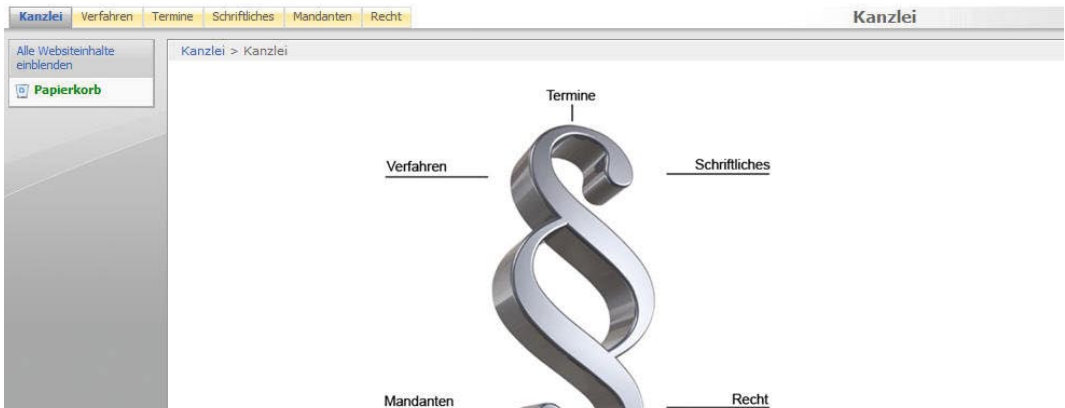 Kanzlei Verfahren Termine Schriftliches Mandanten Recht
Kanzlei
Alle Websiteinhalte
einblenden
Papierkorb
Kanzlei > Kanzlei
Termine
Verfahren
Schriftliches
§
Mandanten
Recht